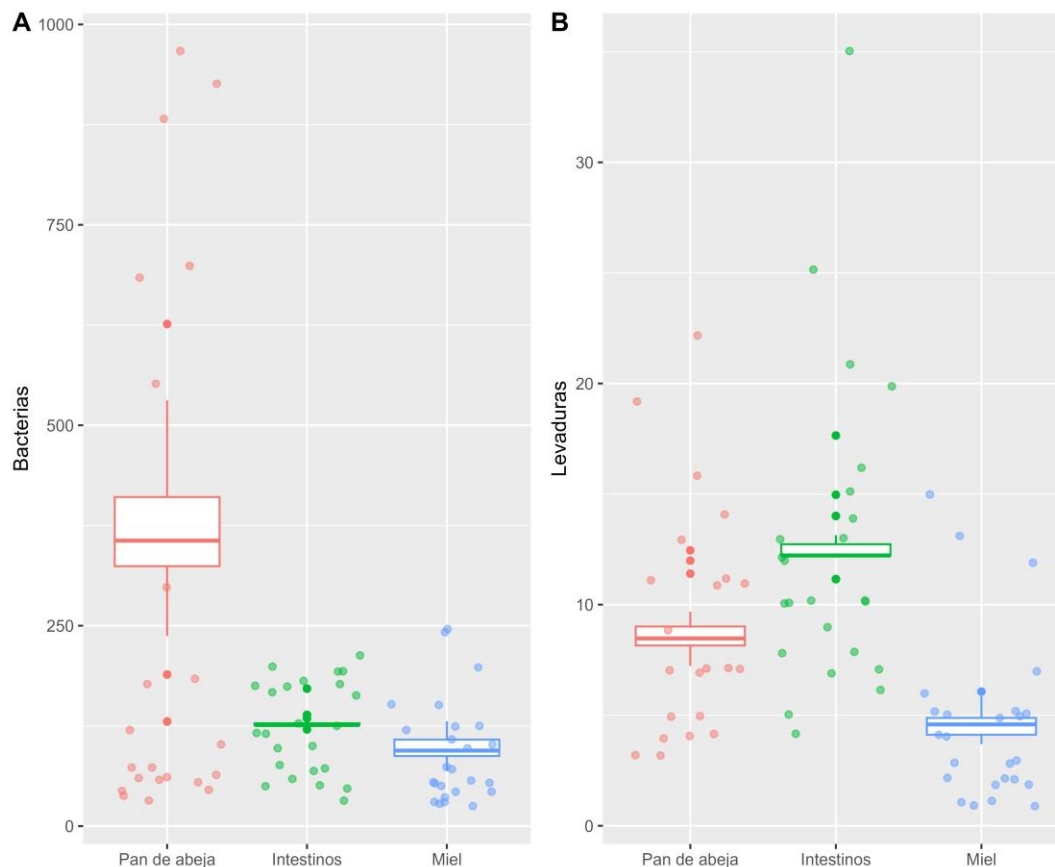 A
1000
750
500
250
0
Bacterias
Pan de abeja
Intestinos
Miel
B
30
20
10
0
Levaduras
Pan de abeja
Intestinos
Miel